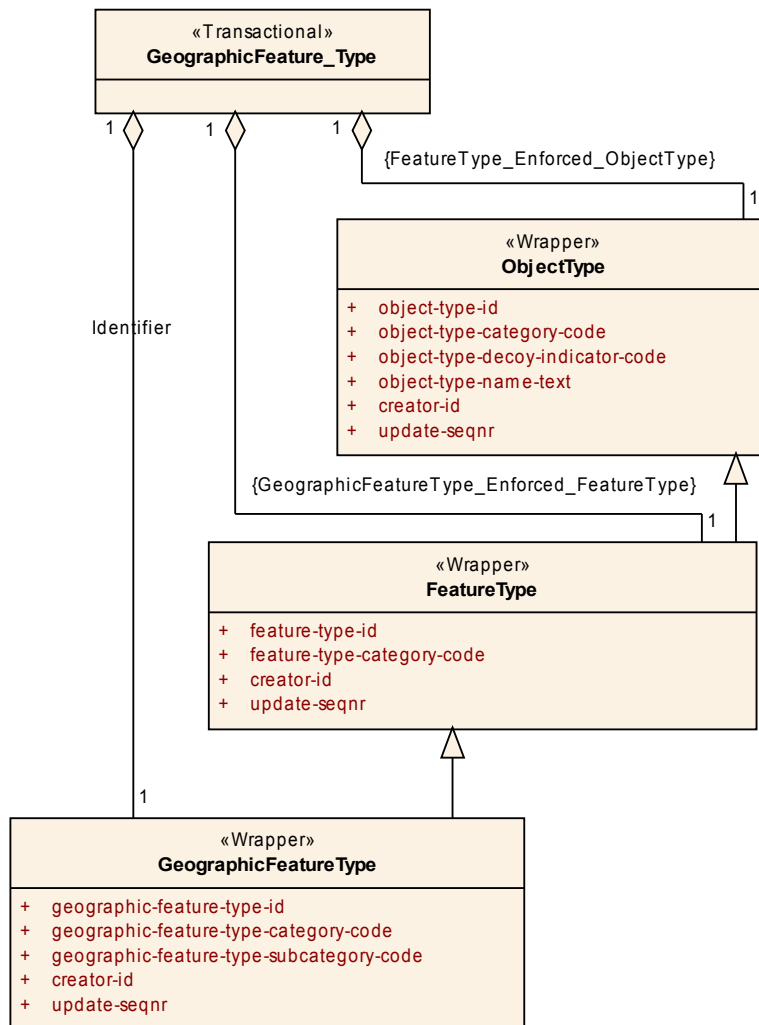 «Transactional»
GeographicFeature_Type
1
1
1
{FeatureType_Enforced_ObjectType}
1
«Wrapper»
ObjectType
+ object-type-id
+ object-type-category-code
+ object-type-decoy-indicator-code
+ object-type-name-text
+ creator-id
+ update-seqnr
Identifier
{GeographicFeatureType_Enforced_FeatureType}
1
«Wrapper»
FeatureType
+ feature-type-id
+ feature-type-category-code
+ creator-id
+ update-seqnr
1
«Wrapper»
GeographicFeatureType
+ geographic-feature-type-id
+ geographic-feature-type-category-code
+ geographic-feature-type-subcategory-code
+ creator-id
+ update-seqnr